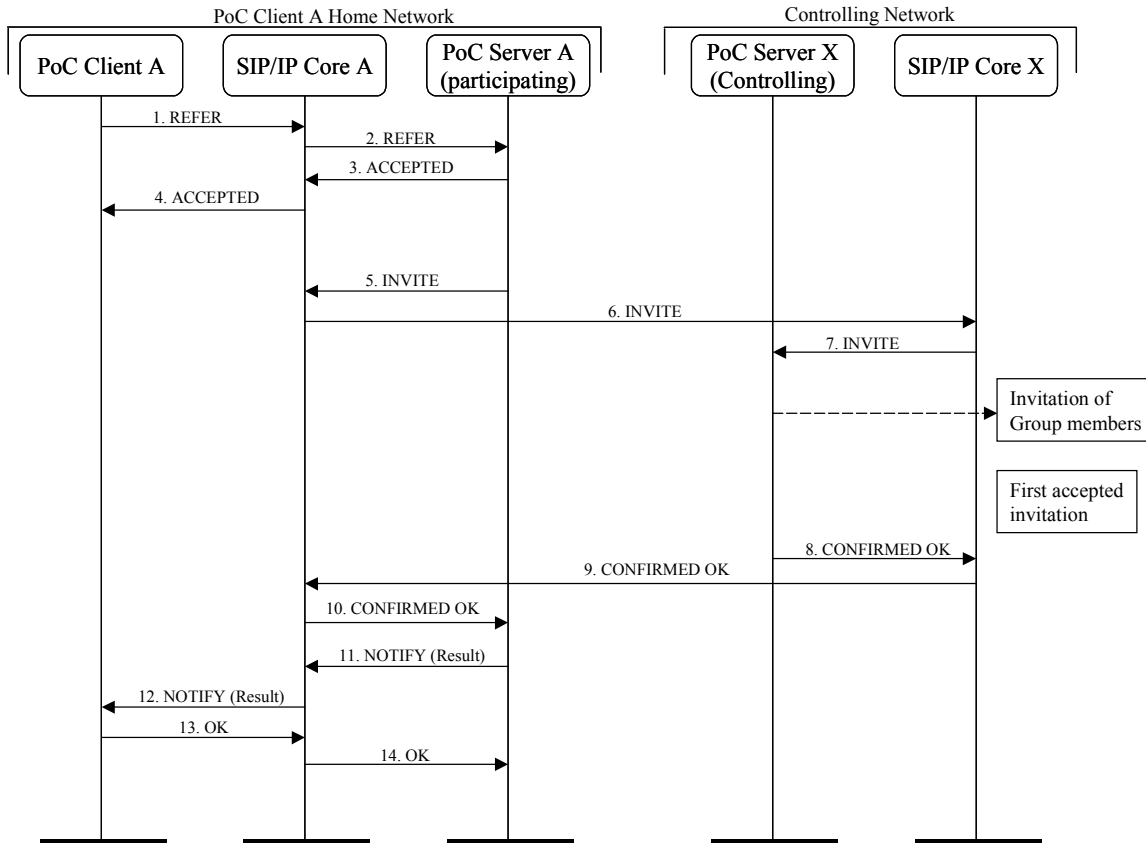 PoC Client A Home Network
Controlling Network
PoC Client A
SIP/IP Core A
PoC Server A
(participating)
PoC Server X
(Controlling)
SIP/IP Core X
1. REFER
2. REFER
3. ACCEPTED
4. ACCEPTED
5. INVITE
6. INVITE
7. INVITE
Invitation of
Group members
First accepted
invitation
8. CONFIRMED OK
9. CONFIRMED OK
10. CONFIRMED OK
11. NOTIFY (Result)
12. NOTIFY (Result)
13. OK
14. OK